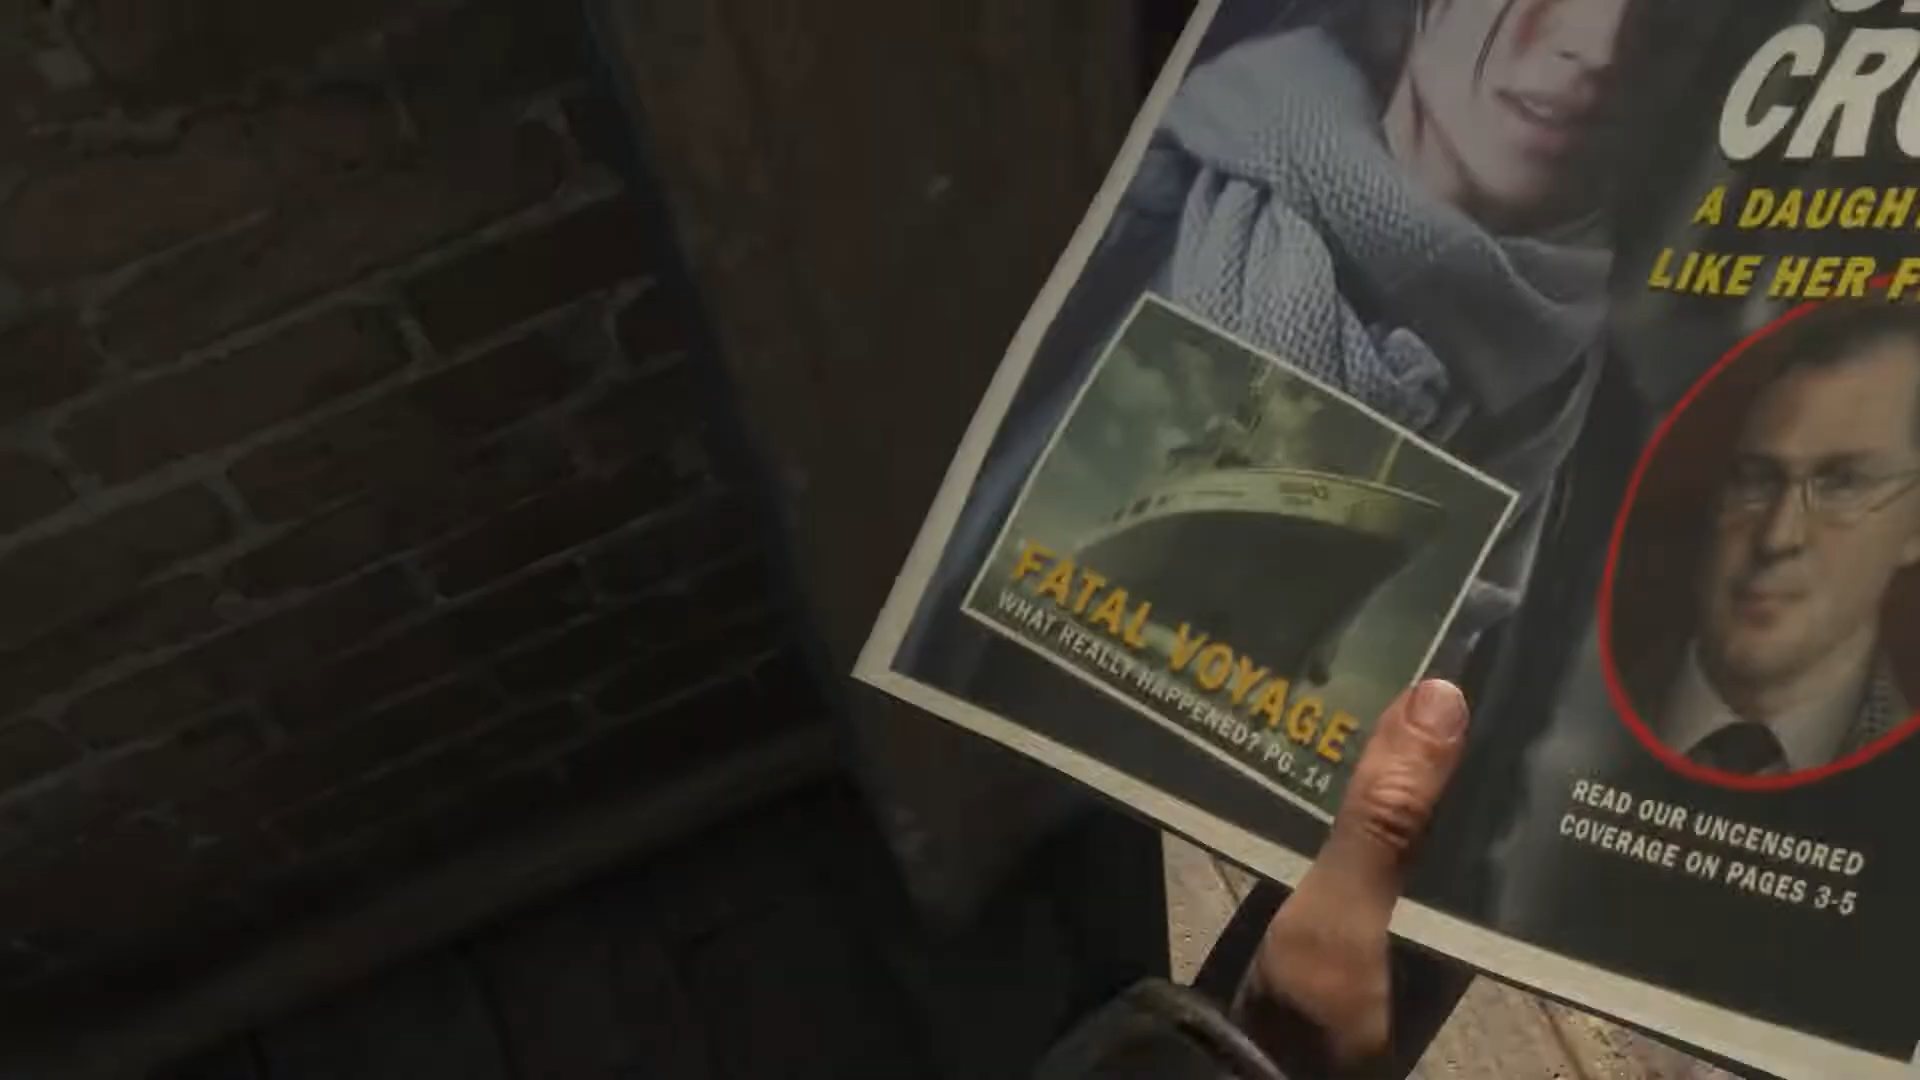 CR
A DAUGH
LIKE HER F
FATAL VOYAGE
WHAT REALLY HAPPENED? PG. 14
READ OUR UNCENSORED
COVERAGE ON PAGES 3-5